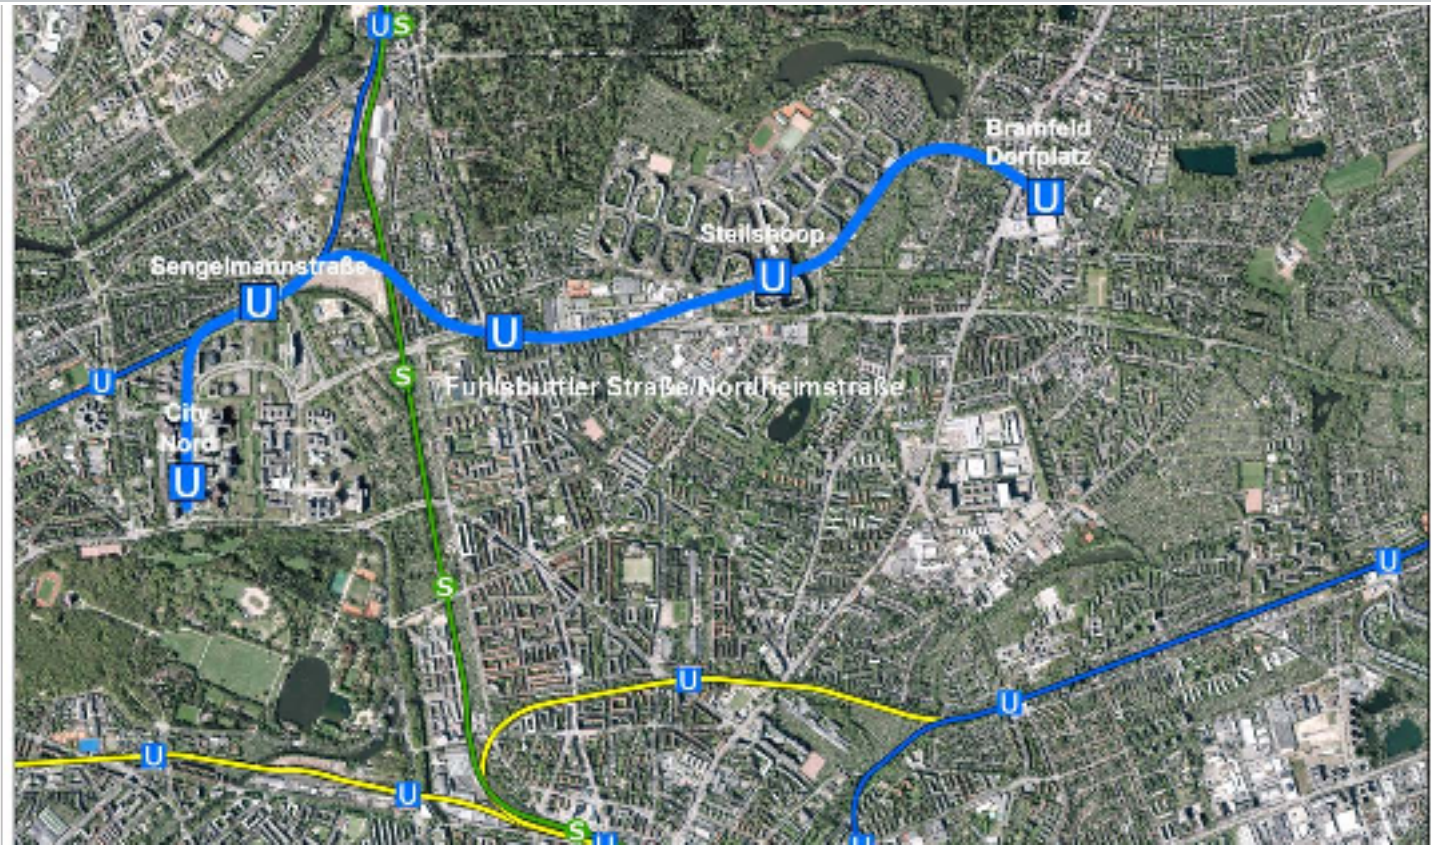 U S
Bramfeld
Dorfplatz
U
Steilshoop
Sengelmannstraße
U
U
U
S
U
Fuhlsbüttler Straße/Nordheimstraße
City
Nord
U
U
S
U
U
U
U
S
U
U